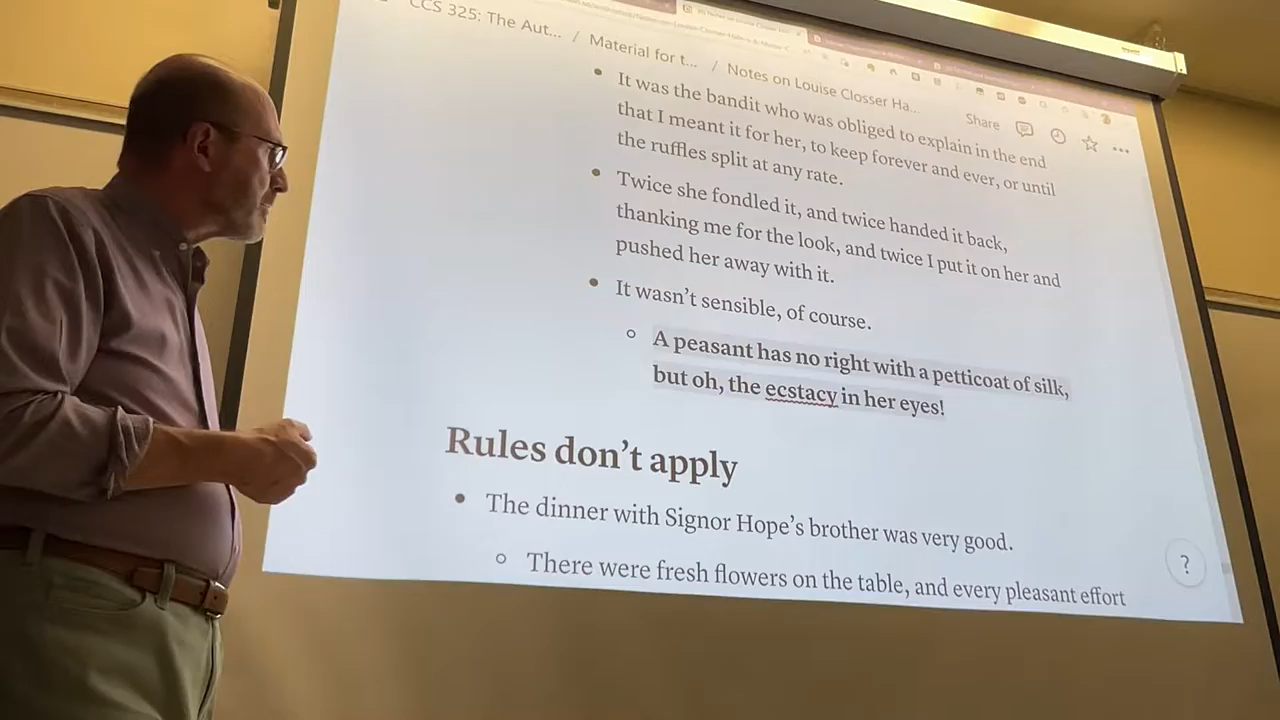 CCS 325: The Aut... / Material for t... / Notes on Louise Closser Ha...
Share
It was the bandit who was obliged to explain in the end
that I meant it for her, to keep forever and ever, or until
the ruffles split at any rate.
Twice she fondled it, and twice handed it back,
thanking me for the look, and twice I put it on her and
pushed her away with it.
It wasn't sensible, of course.
A peasant has no right with a petticoat of silk,
but oh, the ecstacy in her eyes!
Rules don't apply
The dinner with Signor Hope's brother was very good.
There were fresh flowers on the table, and every pleasant effort
?